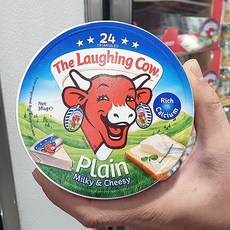 ★ 24 ★
TRIANGLES
The Laughing Cow.
Rich in
Calcium
Plain
Milky & Cheesy